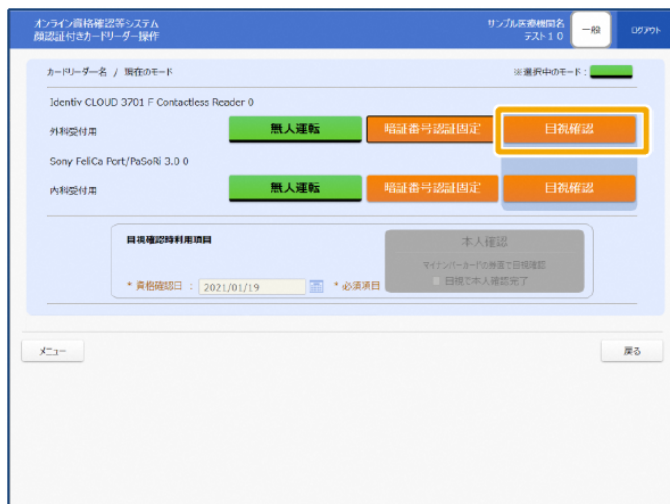 オンライン資格確認等システム
顔認証付きカードリーダー操作
サンプル医療機関名
テスト１０
一般
ログアウト
カードリーダー名 / 現在のモード
※選択中のモード：
Identiv CLOUD 3701 F Contactless Reader 0
外科受付用
無人運転
暗証番号認証固定
目視確認
Sony FeliCa Port/PaSoRi 3.0 0
内科受付用
無人運転
暗証番号認証固定
目視確認
目視確認時利用項目
* 資格確認日 : 2021/01/19
* 必須項目
本人確認
マイナンバーカードの券面で目視確認
目視で本人確認完了
メニュー
戻る